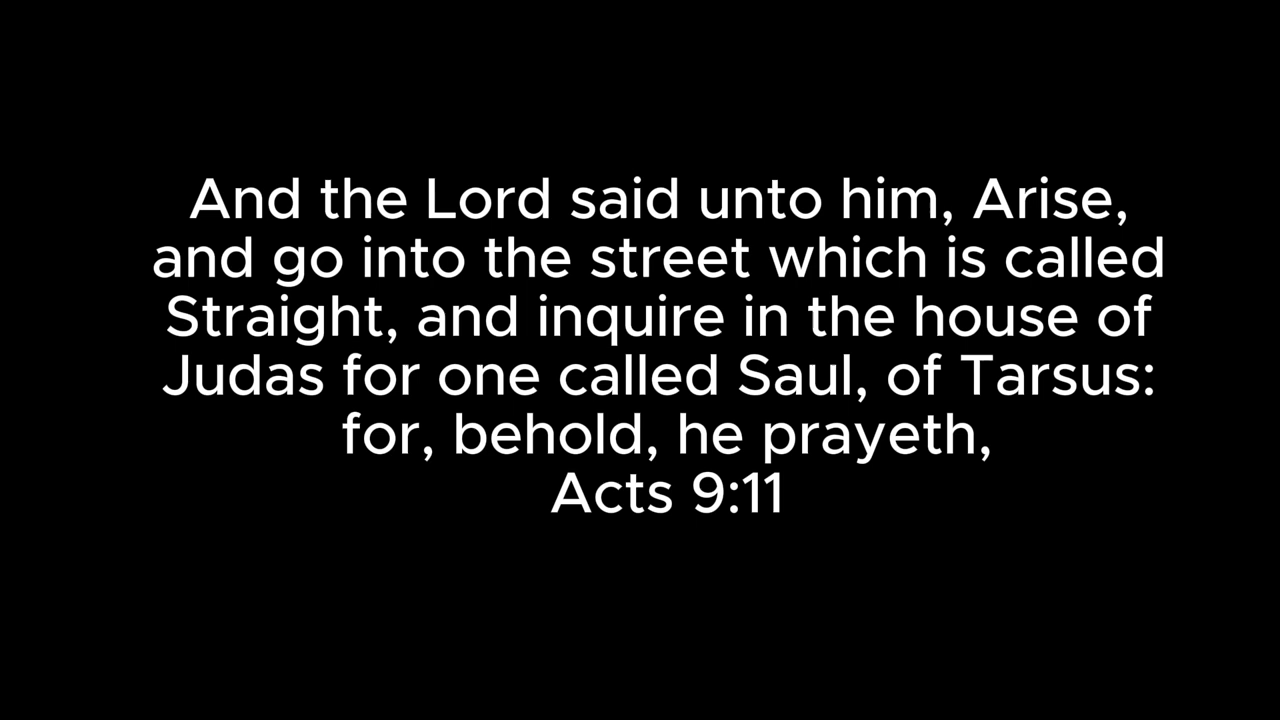 And the Lord said unto him, Arise,
and go into the street which is called
Straight, and inquire in the house of
Judas for one called Saul, of Tarsus:
for, behold, he prayeth,
Acts 9:11